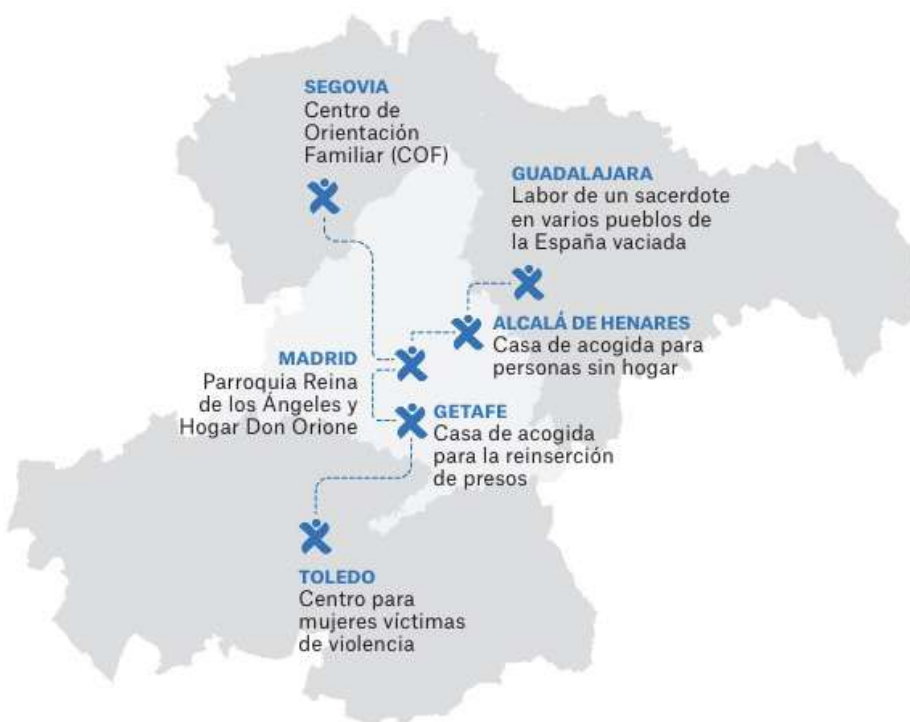 SEGOVIA
Centro de
Orientación
Familiar (COF)
GUADALAJARA
Labor de un sacerdote
en varios pueblos de
la España vaciada
ALCALÁ DE HENARES
Casa de acogida para
personas sin hogar
MADRID
Parroquia Reina
de los Ángeles y
Hogar Don Orione
GETAFE
Casa de acogida
para la reinserción
de presos
TOLEDO
Centro para
mujeres víctimas
de violencia